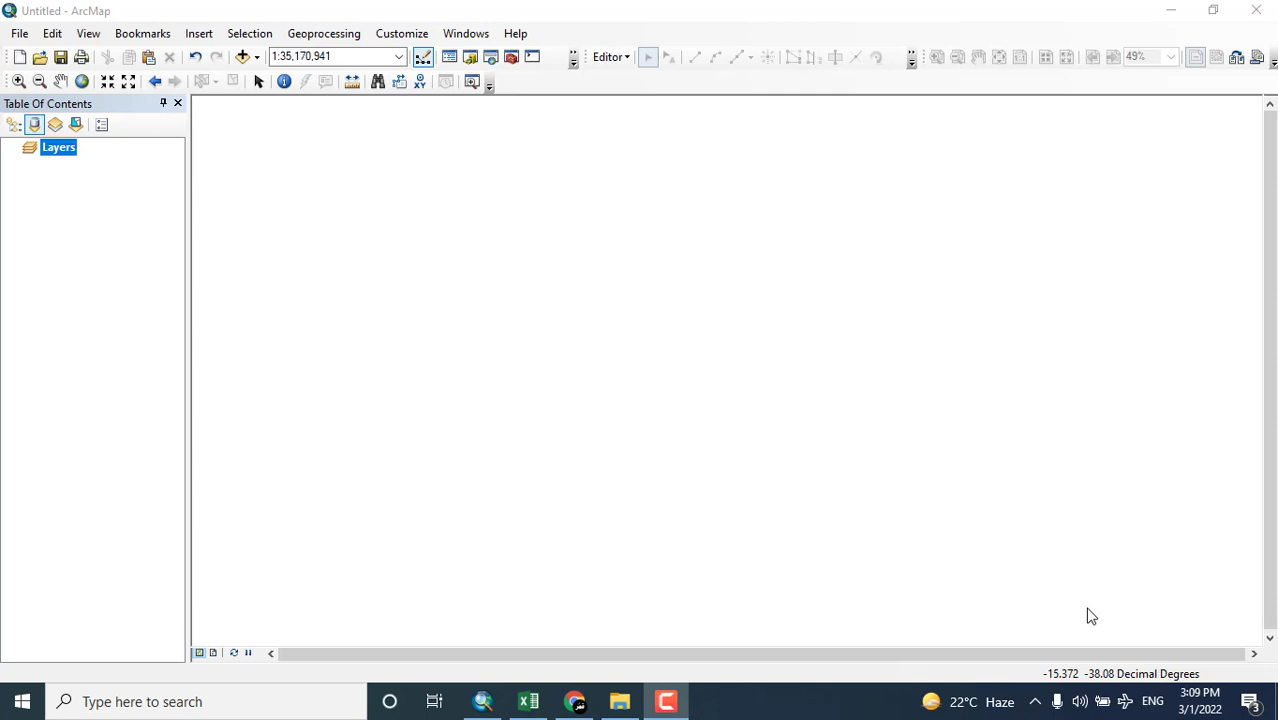 Untitled - ArcMap
File Edit View Bookmarks Insert Selection Geoprocessing Customize Windows Help
1:35,170,941
Editor
49%
Table Of Contents
Layers
-15.372 -38.08 Decimal Degrees
Type here to search
22°C Haze
ENG
3:09 PM
3/1/2022
3